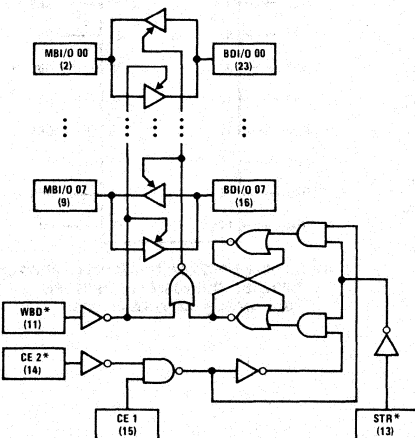 MBI/O 00
(2)
BDI/O 00
(23)
MBI/O 07
(9)
BDI/O 07
(16)
WBD*
(11)
CE 2*
(14)
CE 1
(15)
STR*
(13)